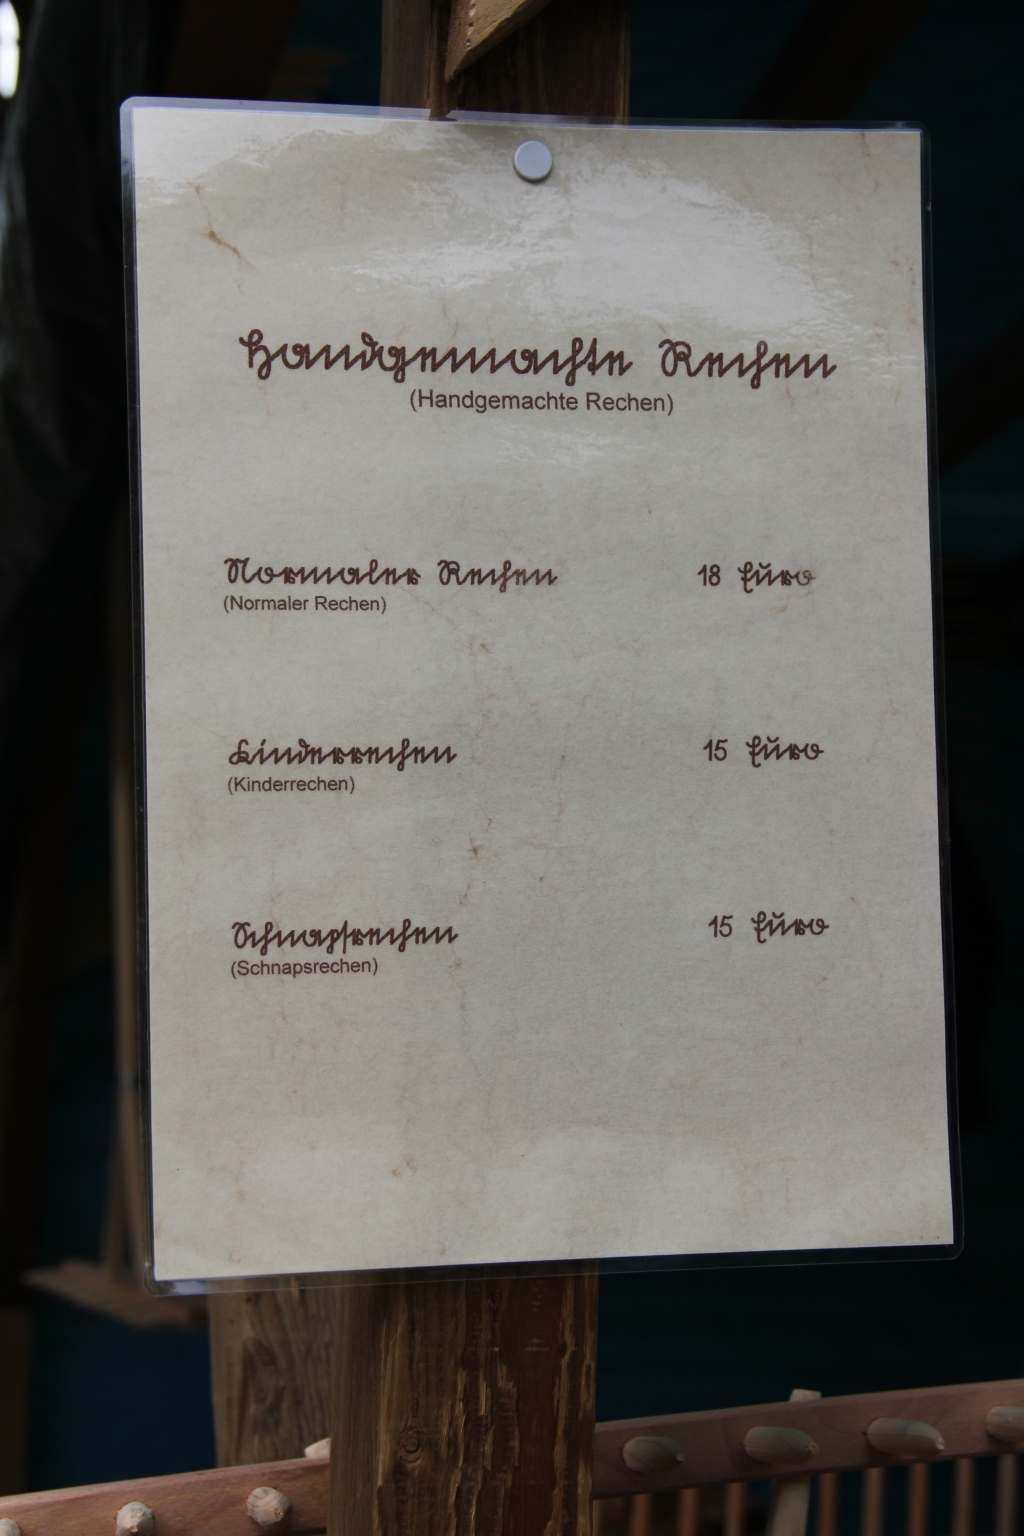 Handgemachte Rechen
(Handgemachte Rechen)
Normaler Rechen 18 Euro
(Normaler Rechen)
Kinderrechen 15 Euro
(Kinderrechen)
Schnapsrechen 15 Euro
(Schnapsrechen)